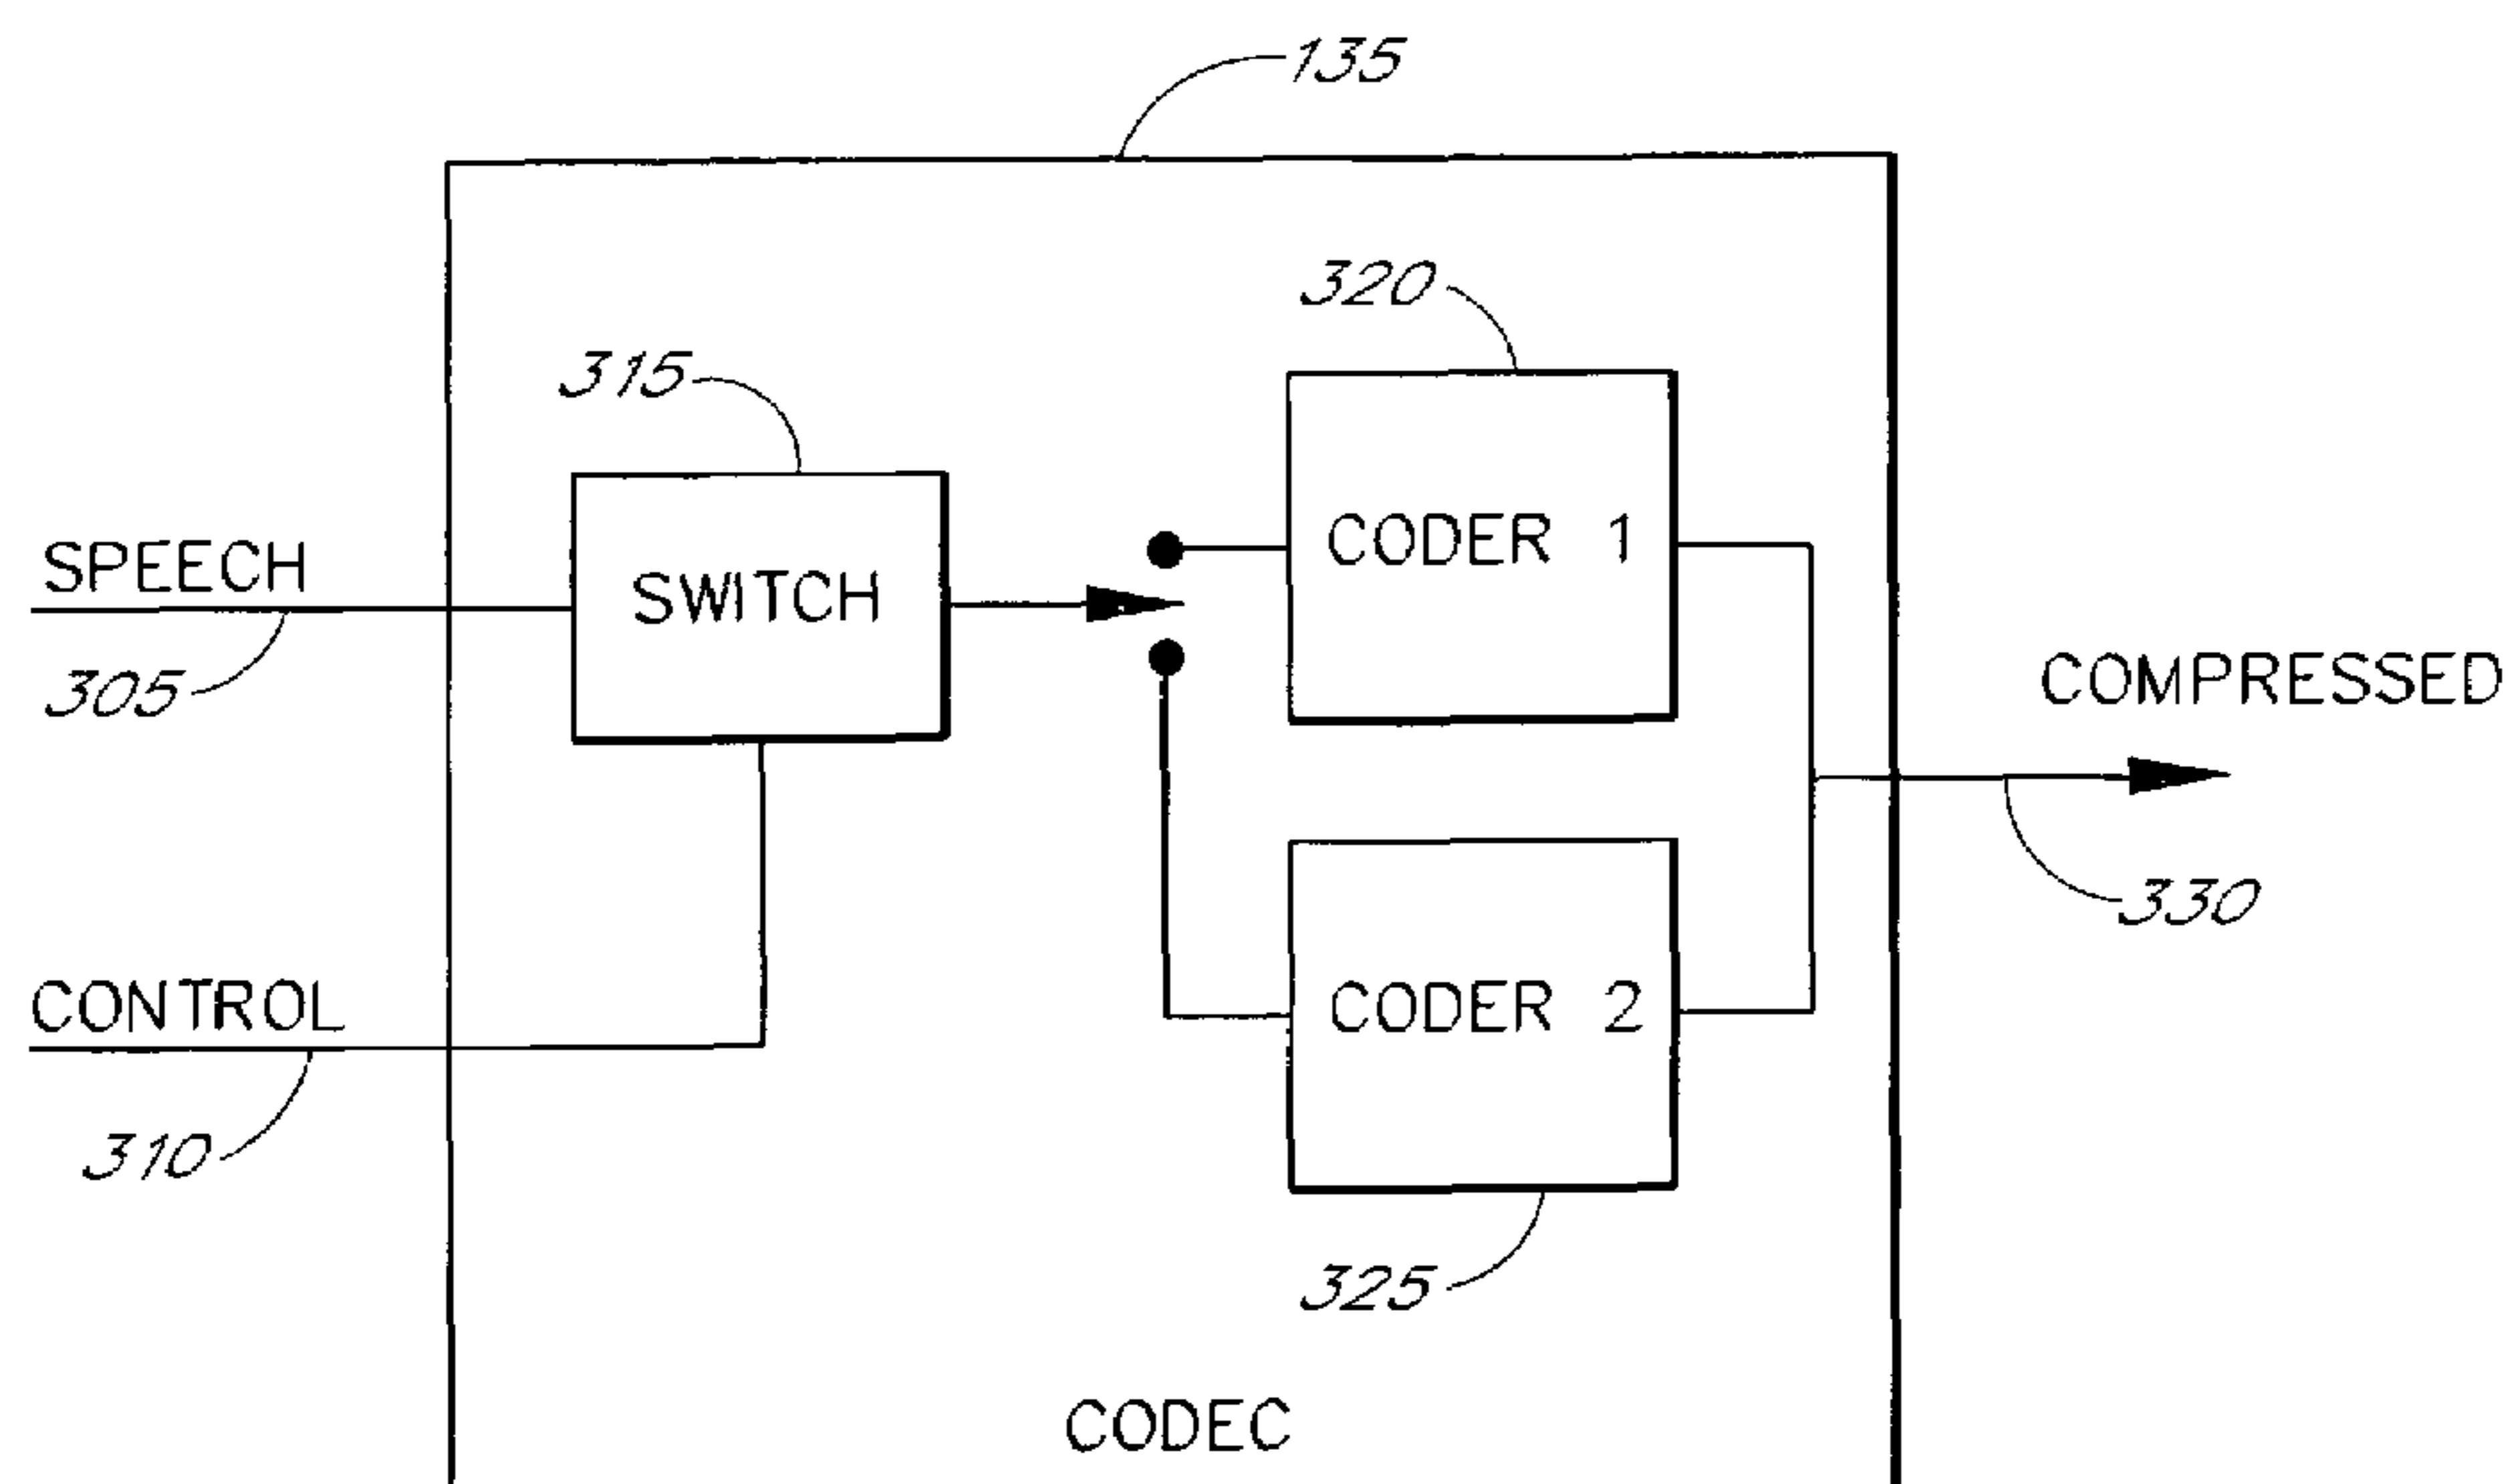 135
320
315
CODER 1
SPEECH
SWITCH
305
COMPRESSED
330
CONTROL
CODER 2
310
325
CODEC